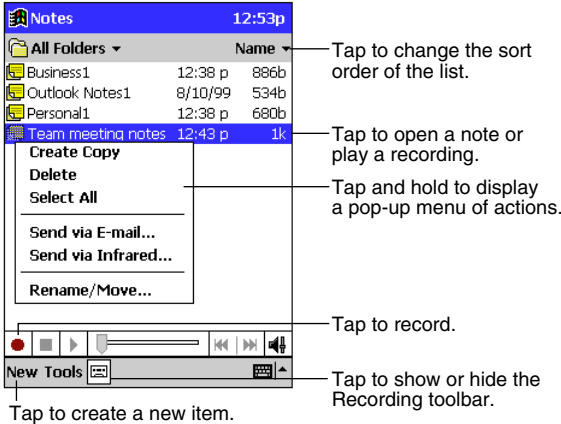 Notes 12:53p
All Folders Name
Business1 12:38 p 886b
Outlook Notes1 8/10/99 534b
Personal1 12:38 p 680b
Team meeting notes 12:43 p 1k
Create Copy
Delete
Select All
Send via E-mail...
Send via Infrared...
Rename/Move...
New Tools
Tap to change the sort
order of the list.
Tap to open a note or
play a recording.
Tap and hold to display
a pop-up menu of actions.
Tap to record.
Tap to show or hide the
Recording toolbar.
Tap to create a new item.